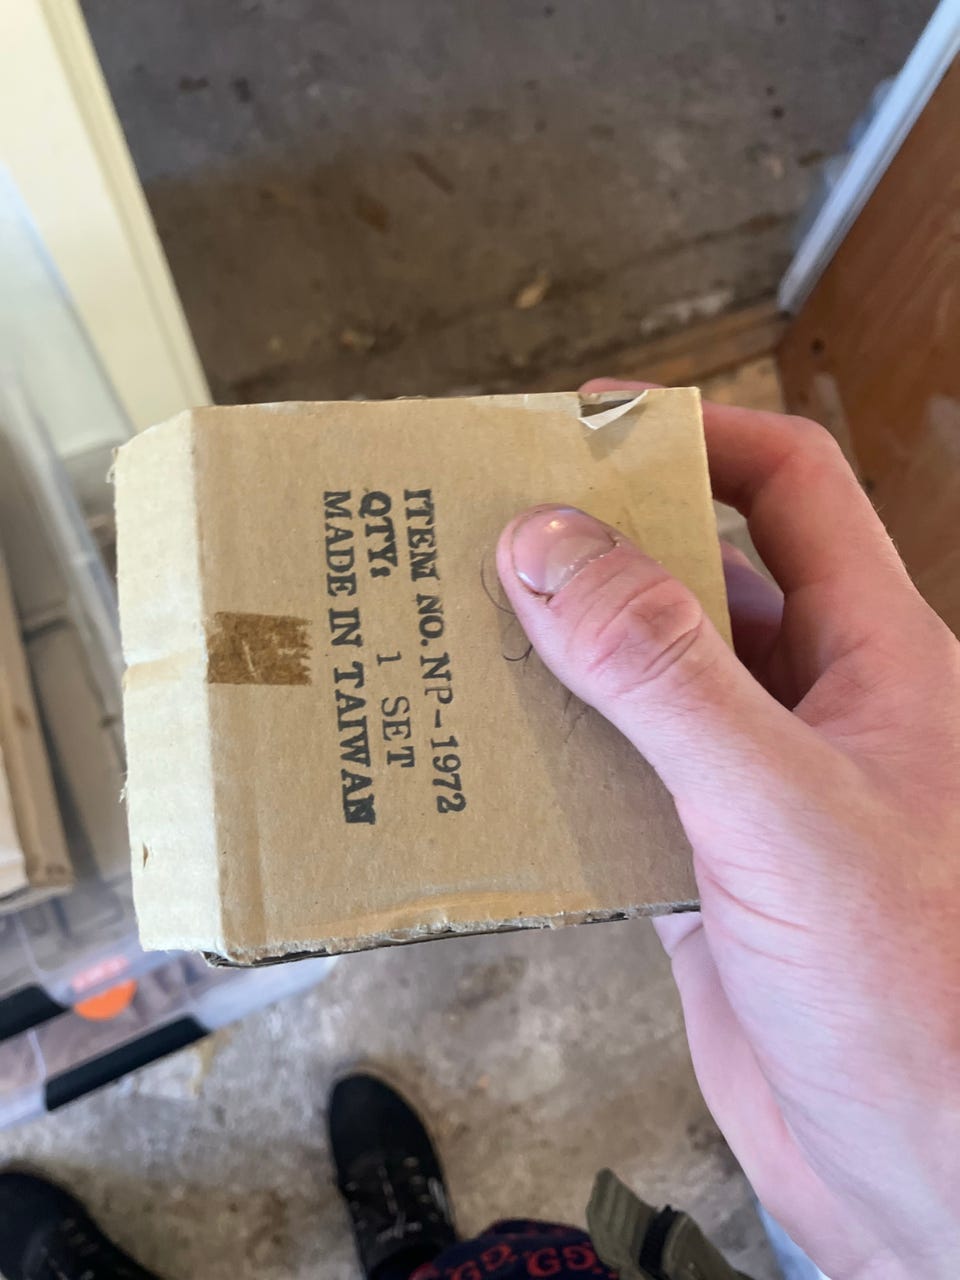 ITEM NO. NP-1972
QTY: 1 SET
MADE IN TAIWAN